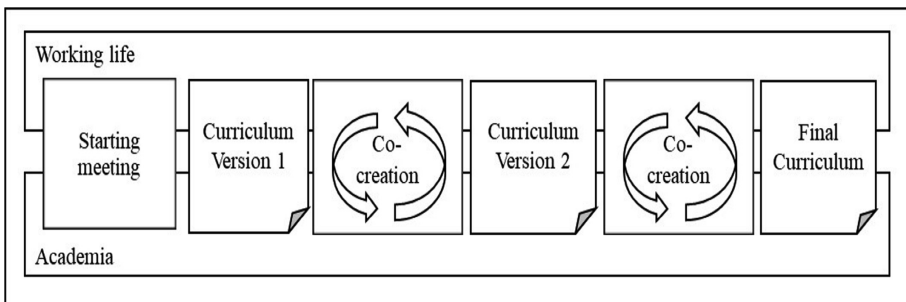 Working life
Starting
meeting
Curriculum
Version 1
Co-
creation
Curriculum
Version 2
Co-
creation
Final
Curriculum
Academia